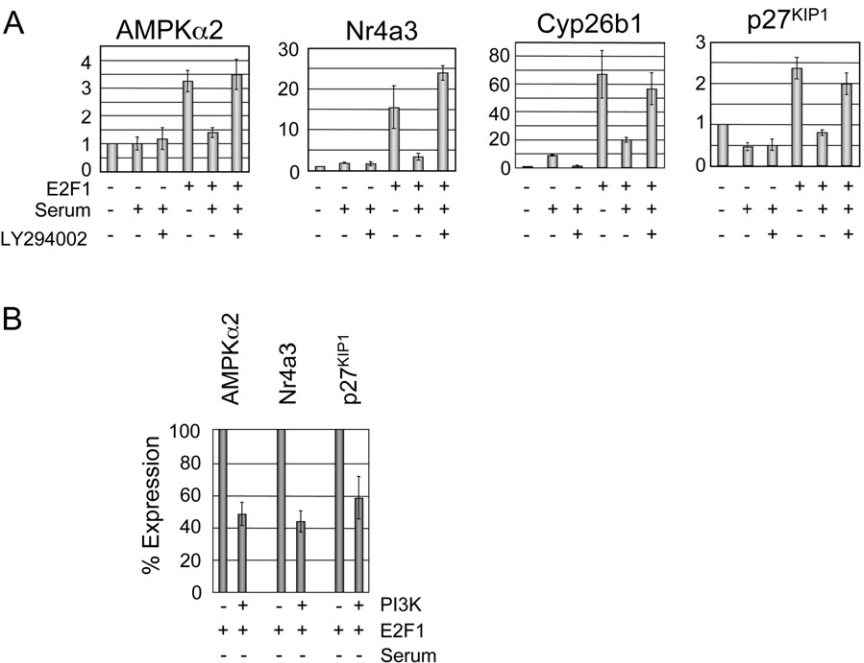 A
AMPKα2 Nr4a3 Cyp26b1 p27KIP1
4 30 80 3
3 20 60 2
2 10 40 1
1 0 20 0
0 0
E2F1 - - - + + + - - - + + + - - - + + + - - - + + +
Serum - + + - + + - + + - + + - + + - + + - + + - + +
LY294002 - - + - - + - - + - - + - - + - - + - - + - - +
B
AMPKα2
Nr4a3
p27KIP1
% Expression
100
80
60
40
20
0
- + - + - + PI3K
+ + + + + + E2F1
- - - - - - Serum